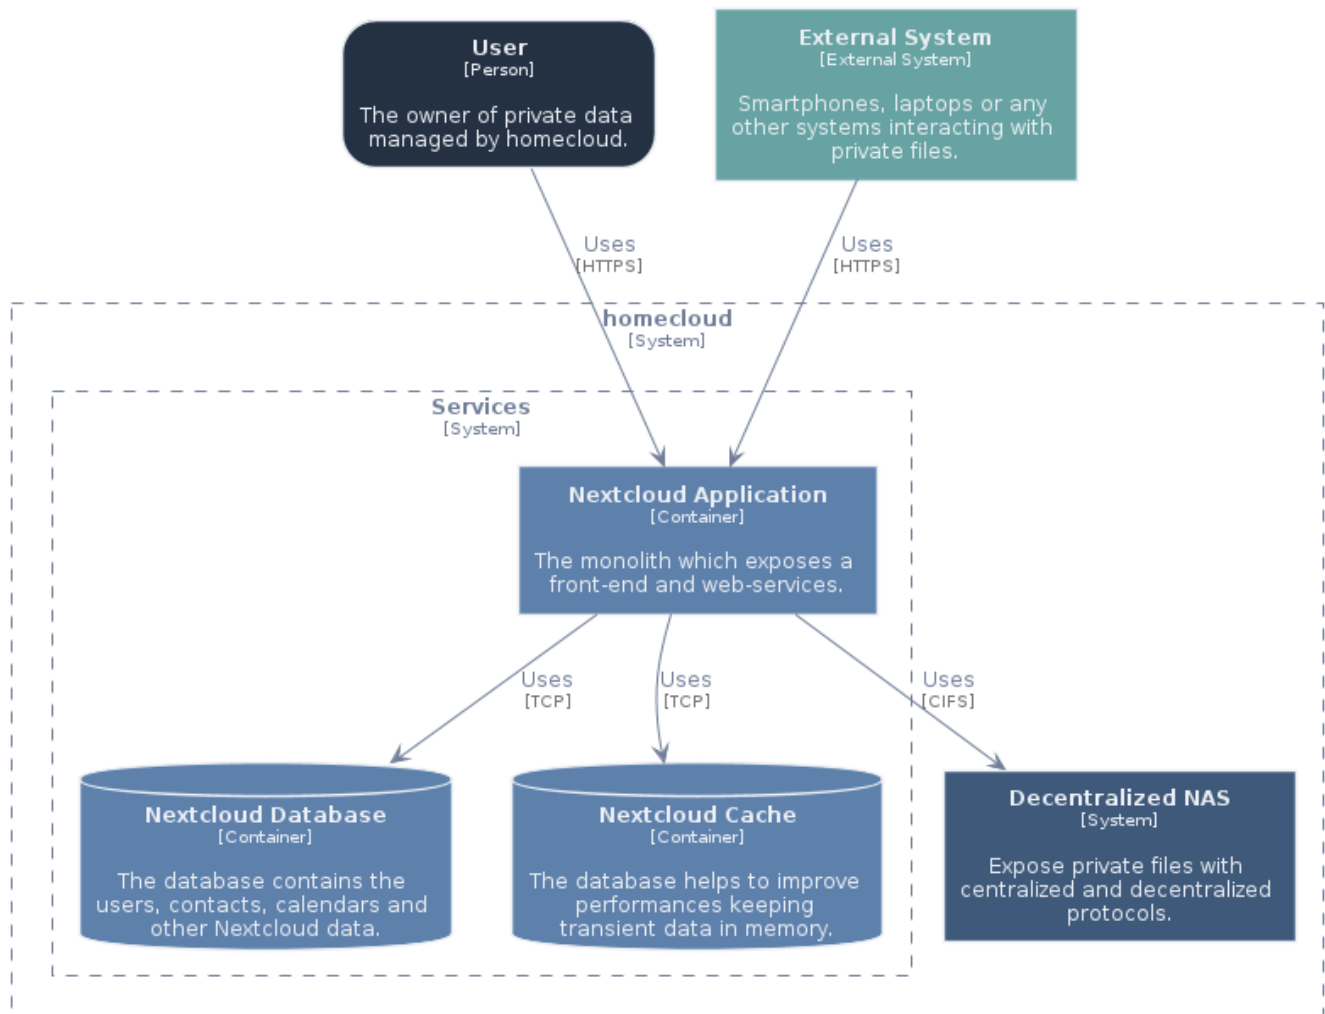 User
[Person]
The owner of private data
managed by homecloud.
External System
[External System]
Smartphones, laptops or any
other systems interacting with
private files.
Uses
[HTTPS]
Uses
[HTTPS]
homecloud
[System]
Services
[System]
Nextcloud Application
[Container]
The monolith which exposes a
front-end and web-services.
Uses
[TCP]
Uses
[TCP]
Uses
[CIFS]
Nextcloud Database
[Container]
The database contains the
users, contacts, calendars and
other Nextcloud data.
Nextcloud Cache
[Container]
The database helps to improve
performances keeping
transient data in memory.
Decentralized NAS
[System]
Expose private files with
centralized and decentralized
protocols.